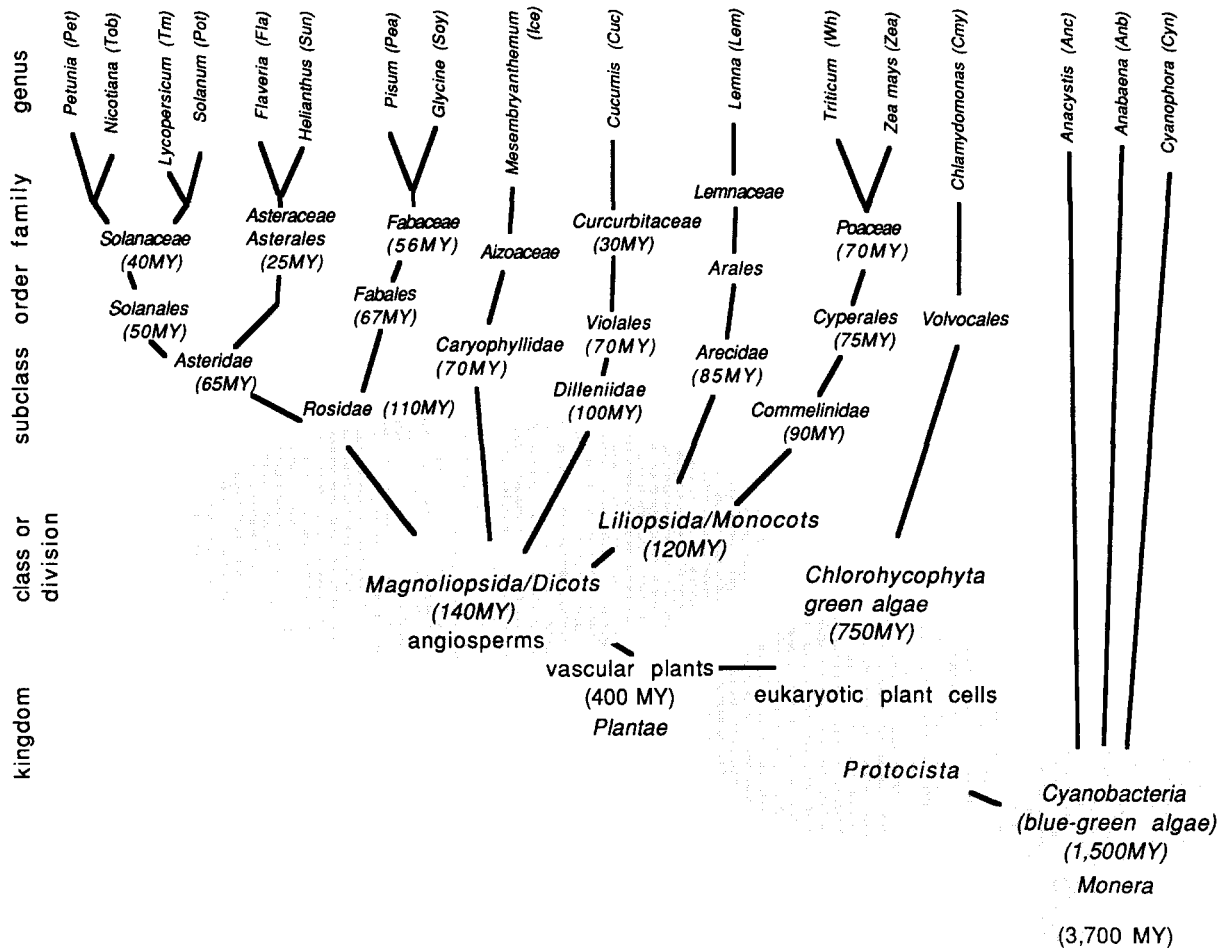 genus
family
order
subclass
class or
division
kingdom
Petunia (Pet)
Nicotiana (Tob)
Lycopersicum (Tm)
Solanum (Pot)
Flaveria (Fla)
Helianthus (Sun)
Pisum (Pea)
Glycine (Soy)
Mesembryanthemum
(Ice)
Cucumis (Cuc)
Lemna (Lem)
Triticum (Wh)
Zea mays (Zea)
Chlamydomonas (Cmy)
Anacystis (Anc)
Anabaena (Anb)
Cyanophora (Cyn)
Solanaceae
(40MY)
Asteraceae
Asterales
(25MY)
Fabaceae
(56MY)
Aizoaceae
Curcurbitaceae
(30MY)
Lemnaceae
Poaceae
(70MY)
Solanales
(50MY)
Fabales
(67MY)
Violales
(70MY)
Arales
Cyperales
(75MY)
Volvocales
Asteridae
(65MY)
Rosidae (110MY)
Caryophyllidae
(70MY)
Dilleniidae
(100MY)
Arecidae
(85MY)
Commelinidae
(90MY)
Liliopsida/Monocots
(120MY)
Magnoliopsida/Dicots
(140MY)
angiosperms
Chlorohycophyta
green algae
(750MY)
vascular plants
(400 MY)
Plantae
eukaryotic plant cells
Protocista
Cyanobacteria
(blue-green algae)
(1,500MY)
Monera
(3,700 MY)